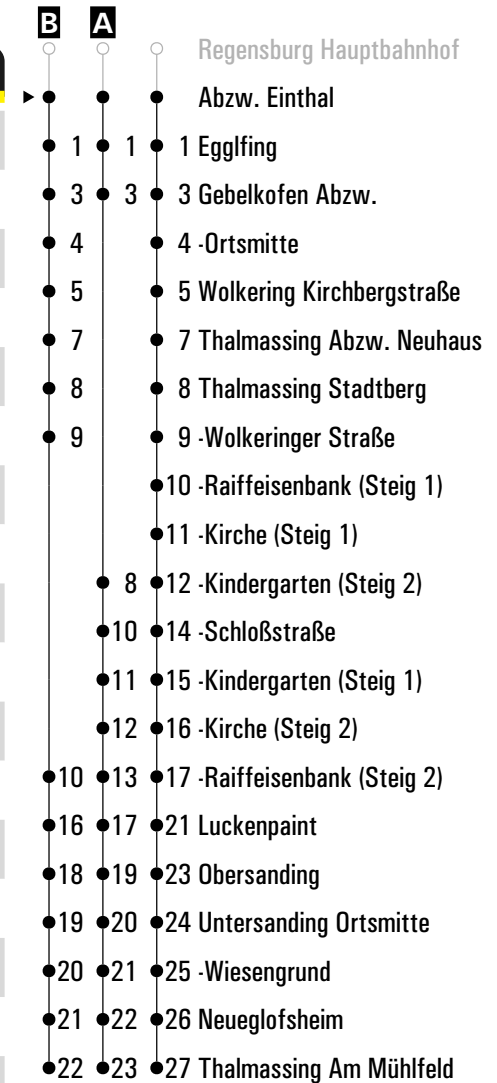 B A
Regensburg Hauptbahnhof
Abzw. Einthal
1 1 1 Egglfing
3 3 3 Gebelkofen Abzw.
4 4 -Ortsmitte
5 5 Wolkering Kirchbergstraße
7 7 Thalmassing Abzw. Neuhaus
8 8 Thalmassing Stadtberg
9 9 -Wolkeringer Straße
10 -Raiffeisenbank (Steig 1)
11 -Kirche (Steig 1)
8 12 -Kindergarten (Steig 2)
10 14 -Schloßstraße
11 15 -Kindergarten (Steig 1)
12 16 -Kirche (Steig 2)
10 13 17 -Raiffeisenbank (Steig 2)
16 17 21 Luckenpaint
18 19 23 Obersanding
19 20 24 Untersanding Ortsmitte
20 21 25 -Wiesengrund
21 22 26 Neueglofsheim
22 23 27 Thalmassing Am Mühlfeld